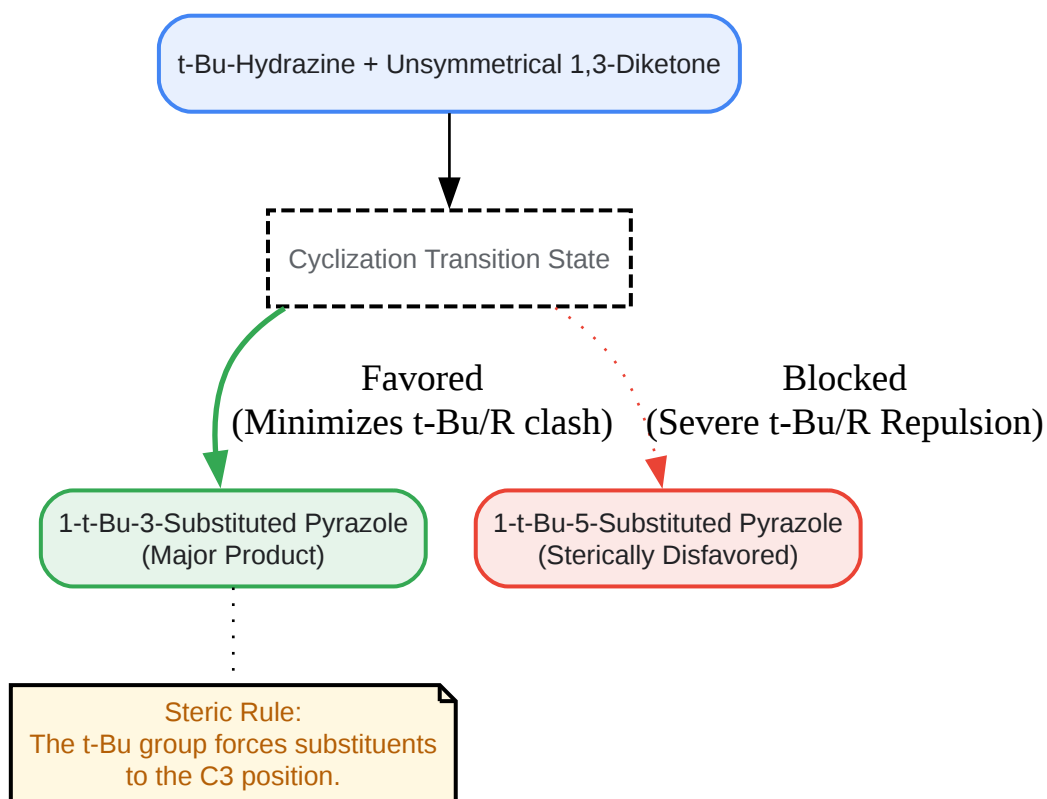 t-Bu-Hydrazine + Unsymmetrical 1,3-Diketone
Cyclization Transition State
Favored
(Minimizes t-Bu/R clash)
Blocked
(Severe t-Bu/R Repulsion)
1-t-Bu-3-Substituted Pyrazole
(Major Product)
1-t-Bu-5-Substituted Pyrazole
(Sterically Disfavored)
Steric Rule:
The t-Bu group forces substituents
to the C3 position.